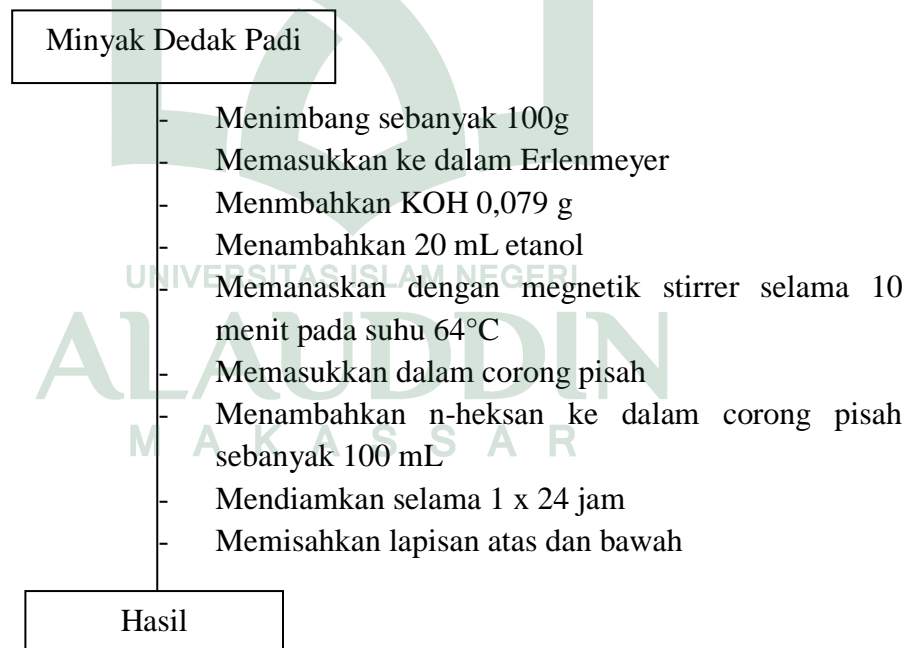 Minyak Dedak Padi
- Menimbang sebanyak 100g
- Memasukkan ke dalam Erlenmeyer
- Menmbahkan KOH 0,079 g
- Menambahkan 20 mL etanol
UNIVERSITAS ISLAM NEGERI
- Memanaskan dengan megnetik stirrer selama 10
menit pada suhu 64°C
ALAUDDIN
- Memasukkan dalam corong pisah
- Menambahkan n-heksan ke dalam corong pisah
MAKASSAR
sebanyak 100 mL
- Mendiamkan selama 1 x 24 jam
- Memisahkan lapisan atas dan bawah
Hasil